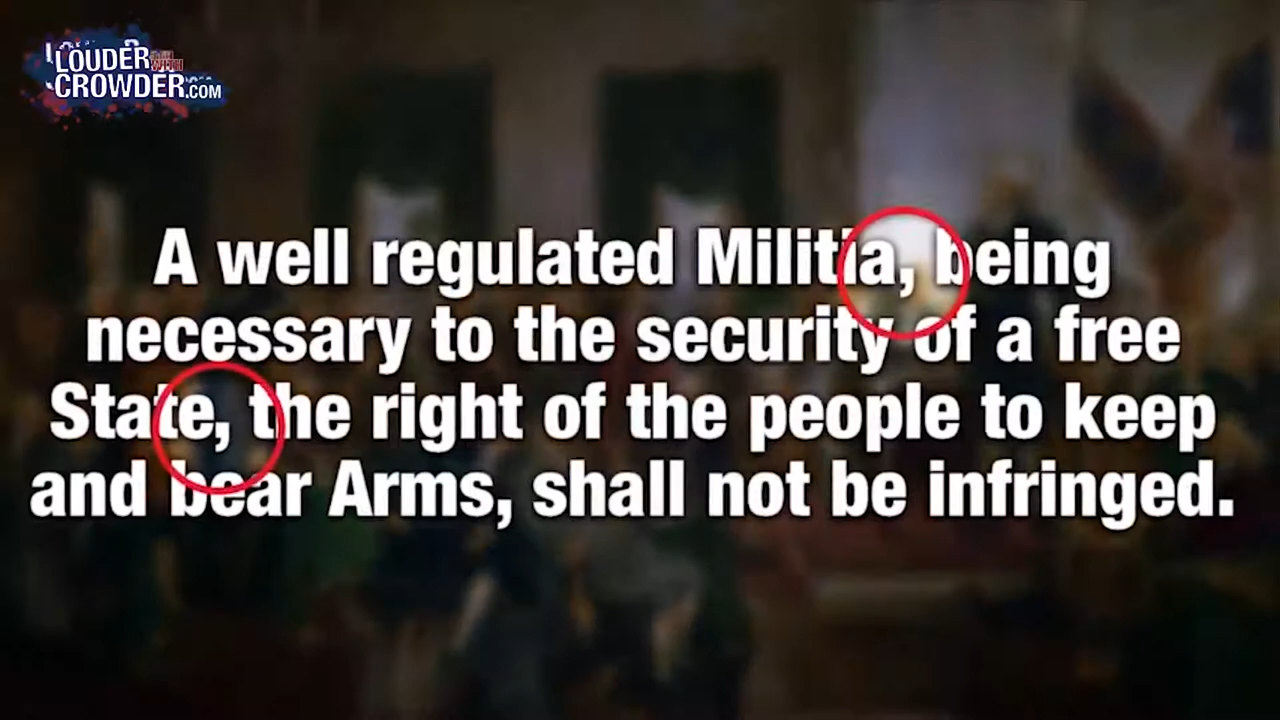 LOUDER WITH
CROWDER.COM
A well regulated Militia, being
necessary to the security of a free
State, the right of the people to keep
and bear Arms, shall not be infringed.